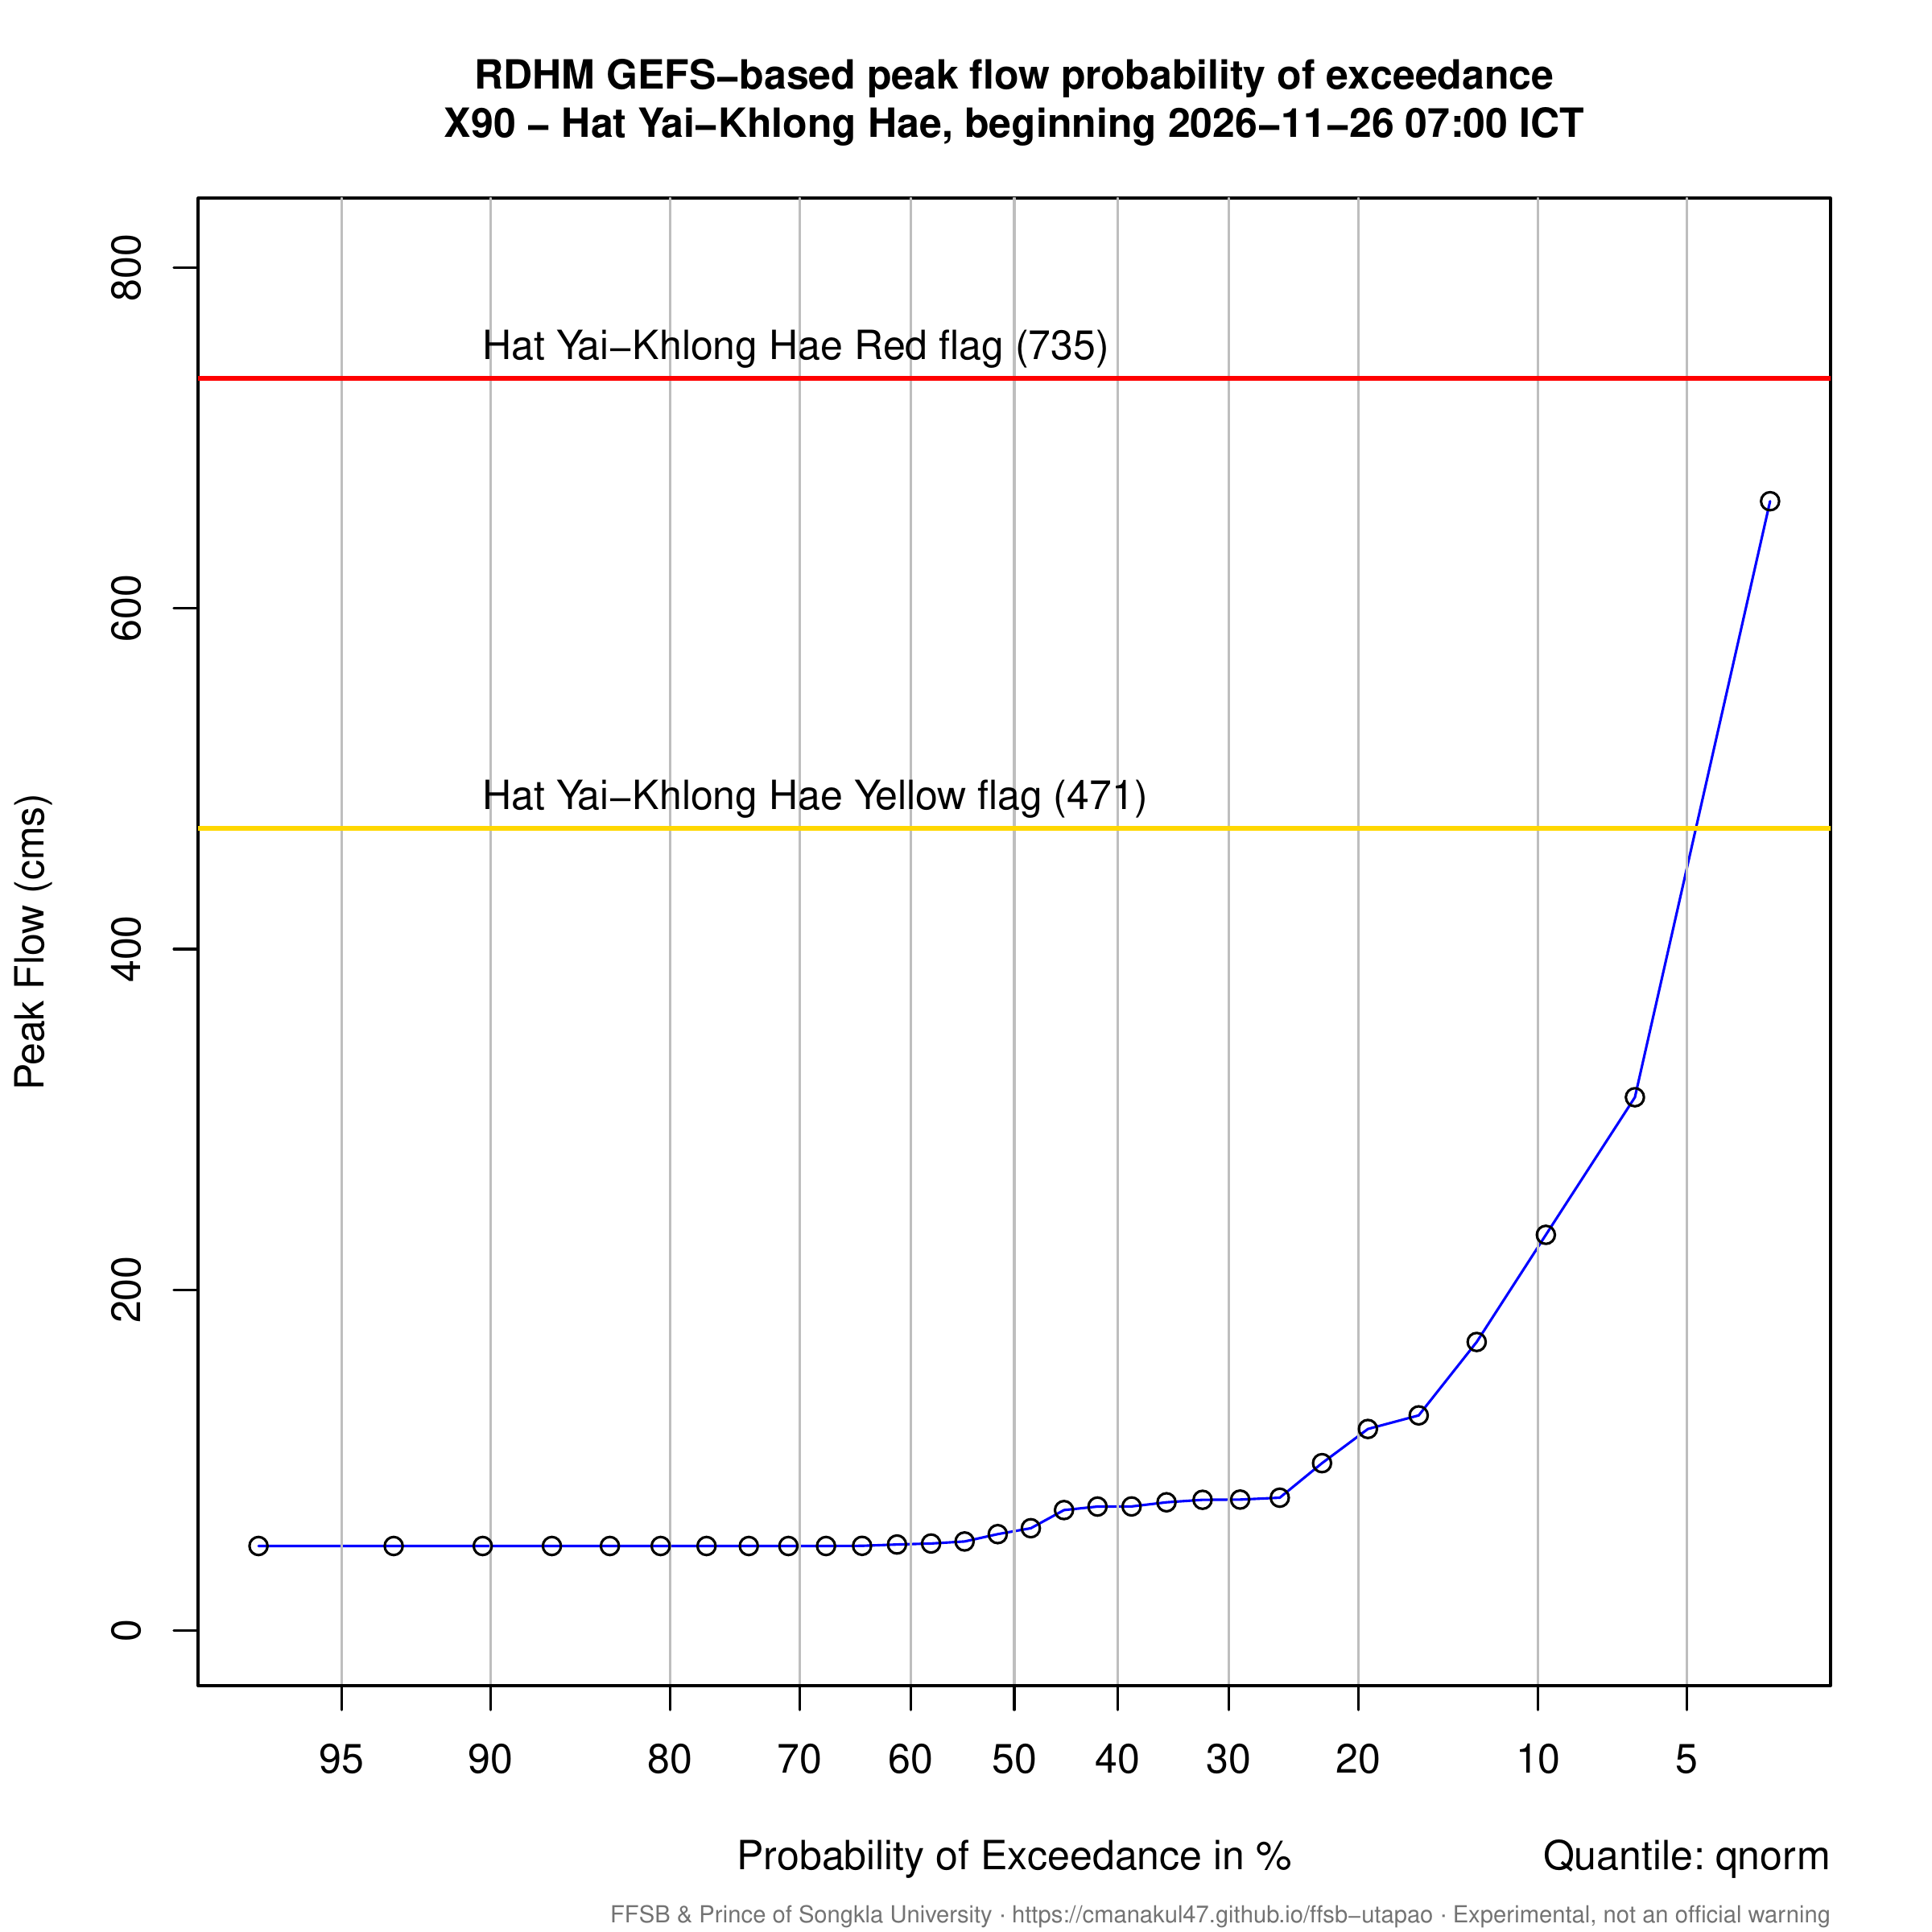 RDHM GEFS–based peak flow probability of exceedance
X90 – Hat Yai–Khlong Hae, beginning 2026–11–26 07:00 ICT
800
Hat Yai–Khlong Hae Red flag (735)
600
Hat Yai–Khlong Hae Yellow flag (471)
Peak Flow (cms)
400
200
0
95 90 80 70 60 50 40 30 20 10 5
Probability of Exceedance in % Quantile: qnorm
FFSB & Prince of Songkla University · https://cmanakul47.github.io/ffsb–utapao · Experimental, not an official warning